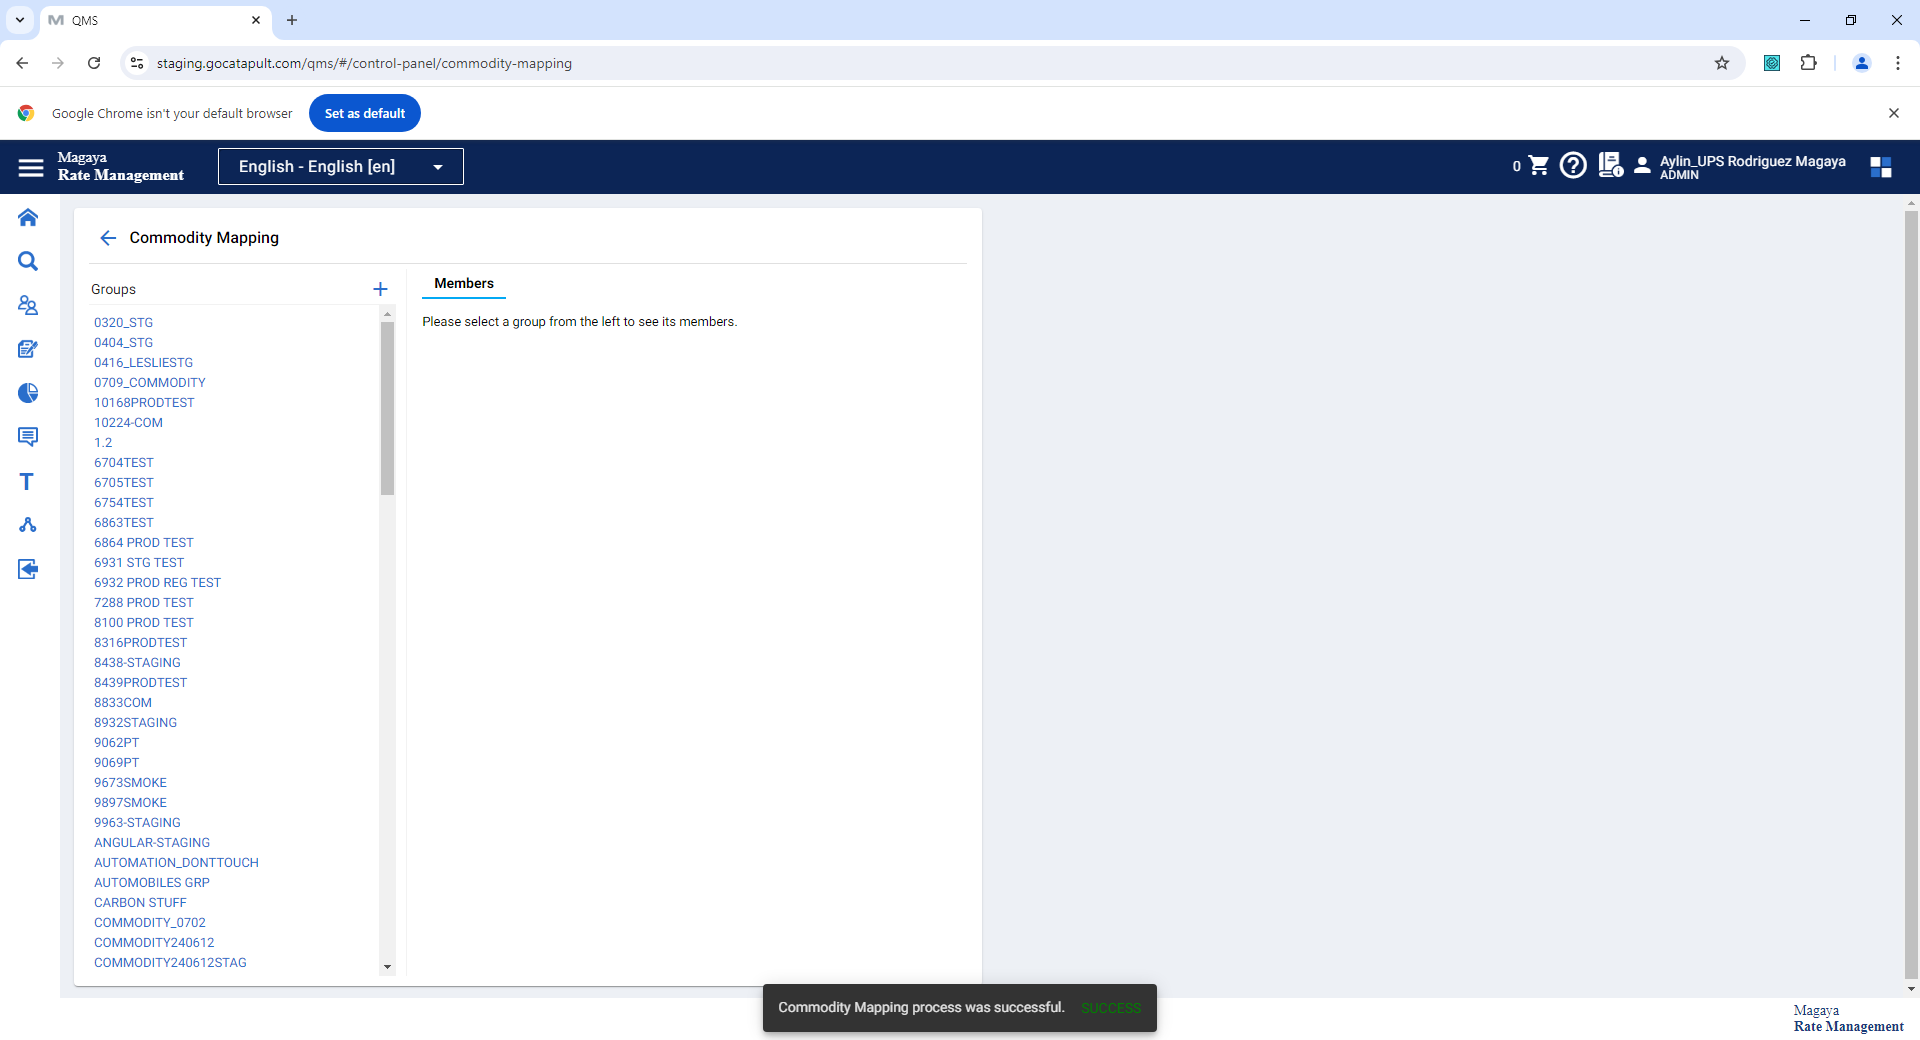 QMS
staging.gocatapult.com/qms/#/control-panel/commodity-mapping
Google Chrome isn't your default browser
Set as default
Magaya
Rate Management
English - English [en]
0
Aylin_UPS Rodriguez Magaya
ADMIN
Commodity Mapping
Groups
Members
Please select a group from the left to see its members.
0320_STG
0404_STG
0416_LESLIESTG
0709_COMMODITY
10168PRODTEST
10224-COM
1.2
6704TEST
6705TEST
6754TEST
6863TEST
6864 PROD TEST
6931 STG TEST
6932 PROD REG TEST
7288 PROD TEST
8100 PROD TEST
8316PRODTEST
8438-STAGING
8439PRODTEST
8833COM
8932STAGING
9062PT
9069PT
9673SMOKE
9897SMOKE
9963-STAGING
ANGULAR-STAGING
AUTOMATION_DONTTOUCH
AUTOMOBILES GRP
CARBON STUFF
COMMODITY_0702
COMMODITY240612
COMMODITY240612STAG
Commodity Mapping process was successful. SUCCESS
Magaya
Rate Management